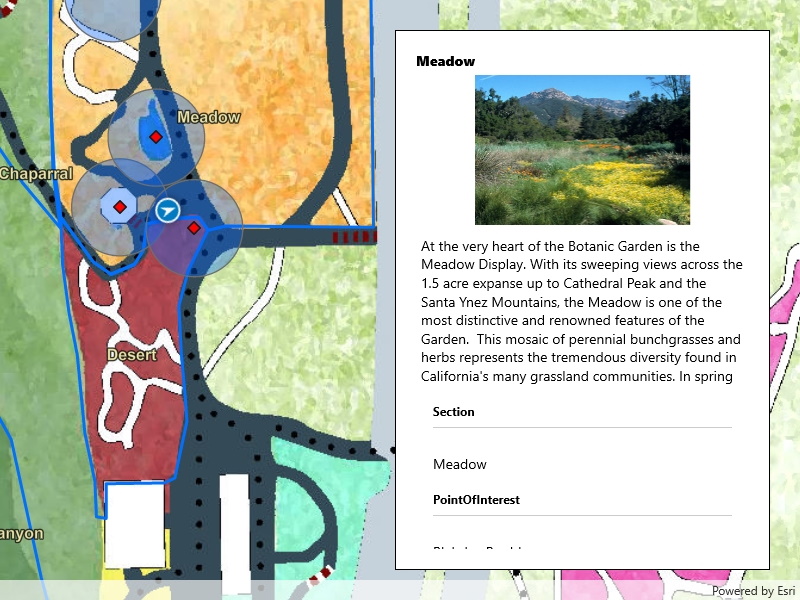 Meadow
Chaparral
Desert
anyon
Meadow
At the very heart of the Botanic Garden is the
Meadow Display. With its sweeping views across the
1.5 acre expanse up to Cathedral Peak and the
Santa Ynez Mountains, the Meadow is one of the
most distinctive and renowned features of the
Garden.  This mosaic of perennial bunchgrasses and
herbs represents the tremendous diversity found in
California's many grassland communities. In spring
Section
Meadow
PointOfInterest
Powered by Esri